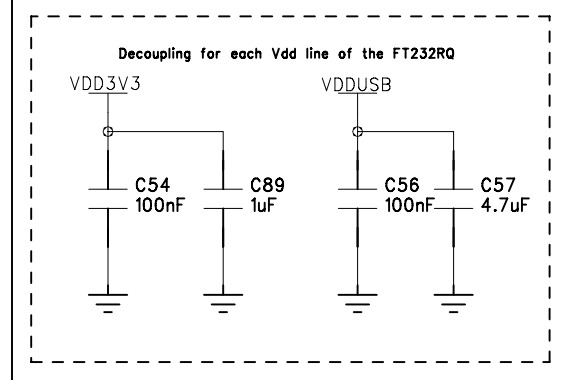 Decoupling for each Vdd line of the FT232RQ
VDD3V3
VDDUSB
C54
100nF
C89
1uF
C56
100nF
C57
4.7uF